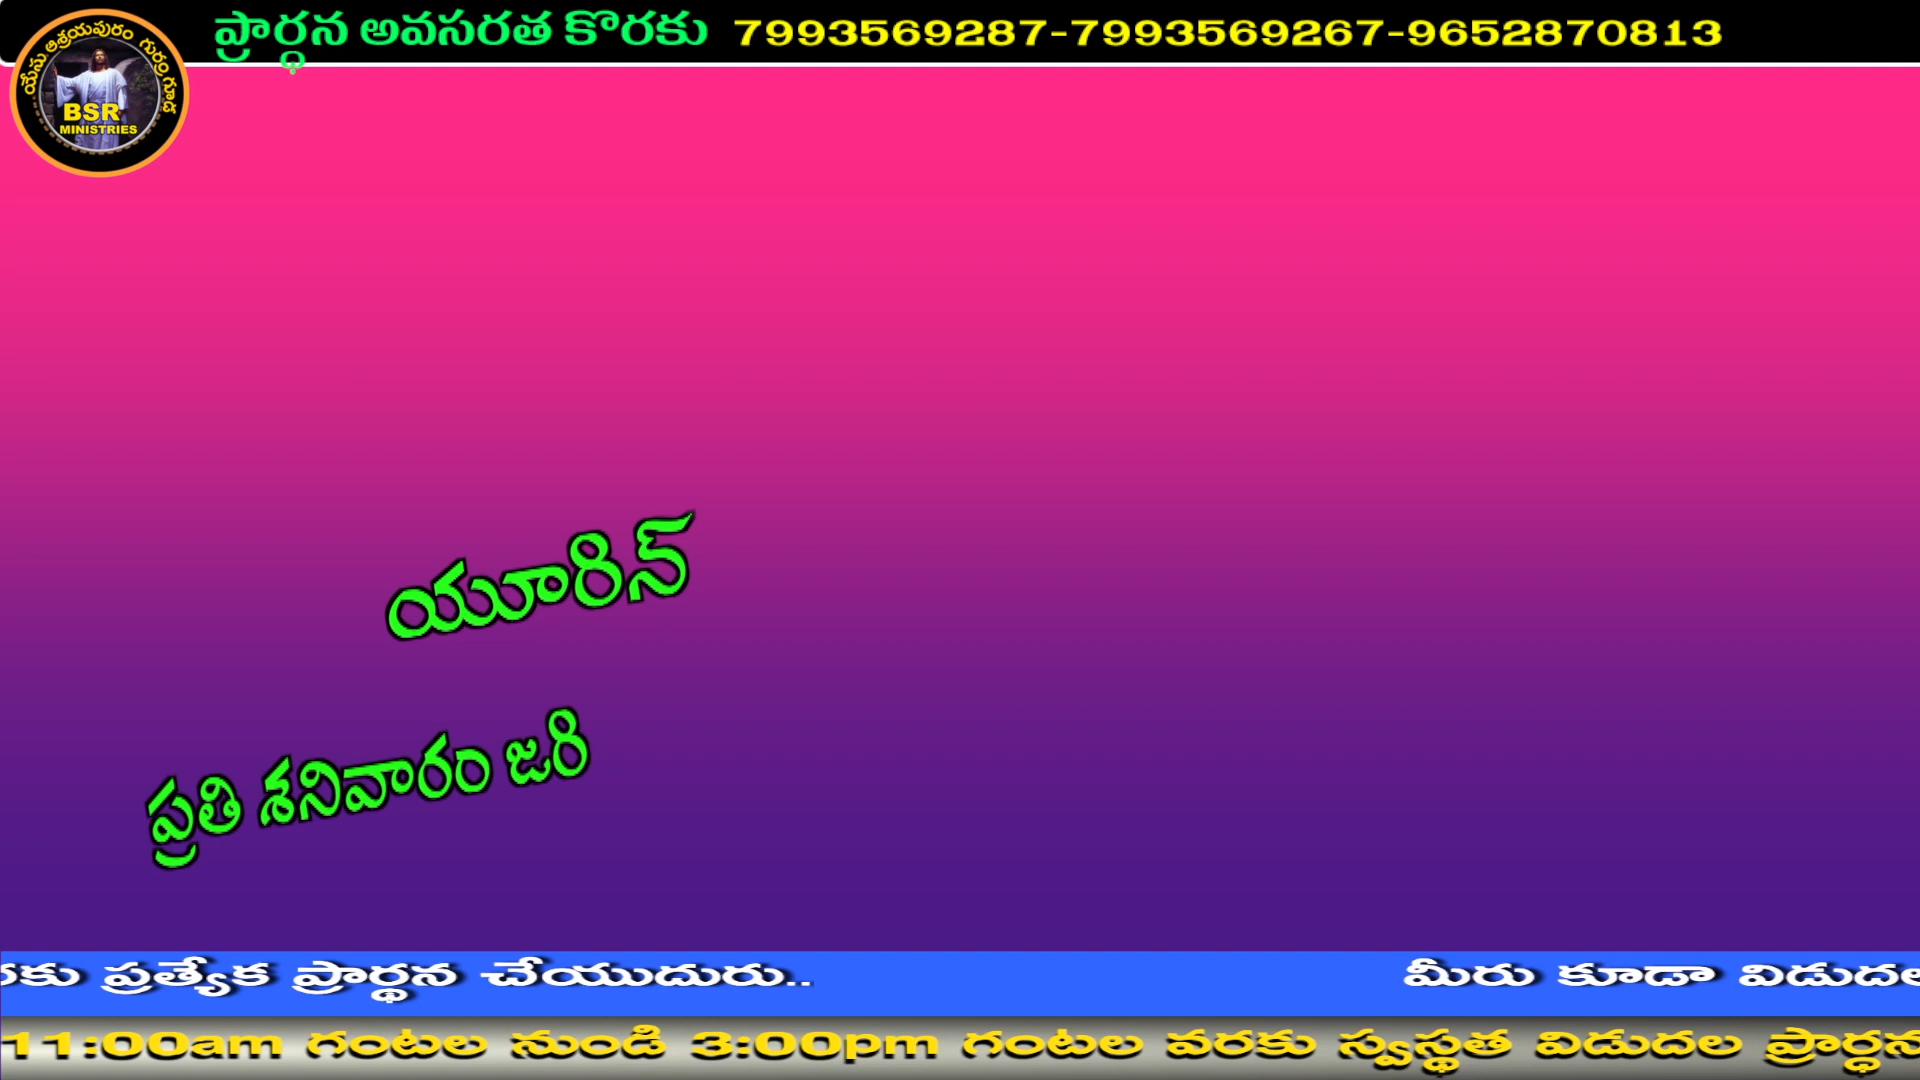 ప్రార్ధన అవసరత కొరకు 7993569287-7993569267-9652870813
BSR
MINISTRIES
యూరిన్
ప్రతి శనివారం జరి
ప్రత్యేక ప్రార్థన చేయుదురు.. మీరు కూడా
11:00am గంటల నుండి 3:00pm గంటల వరకు స్వస్థత విడుదల